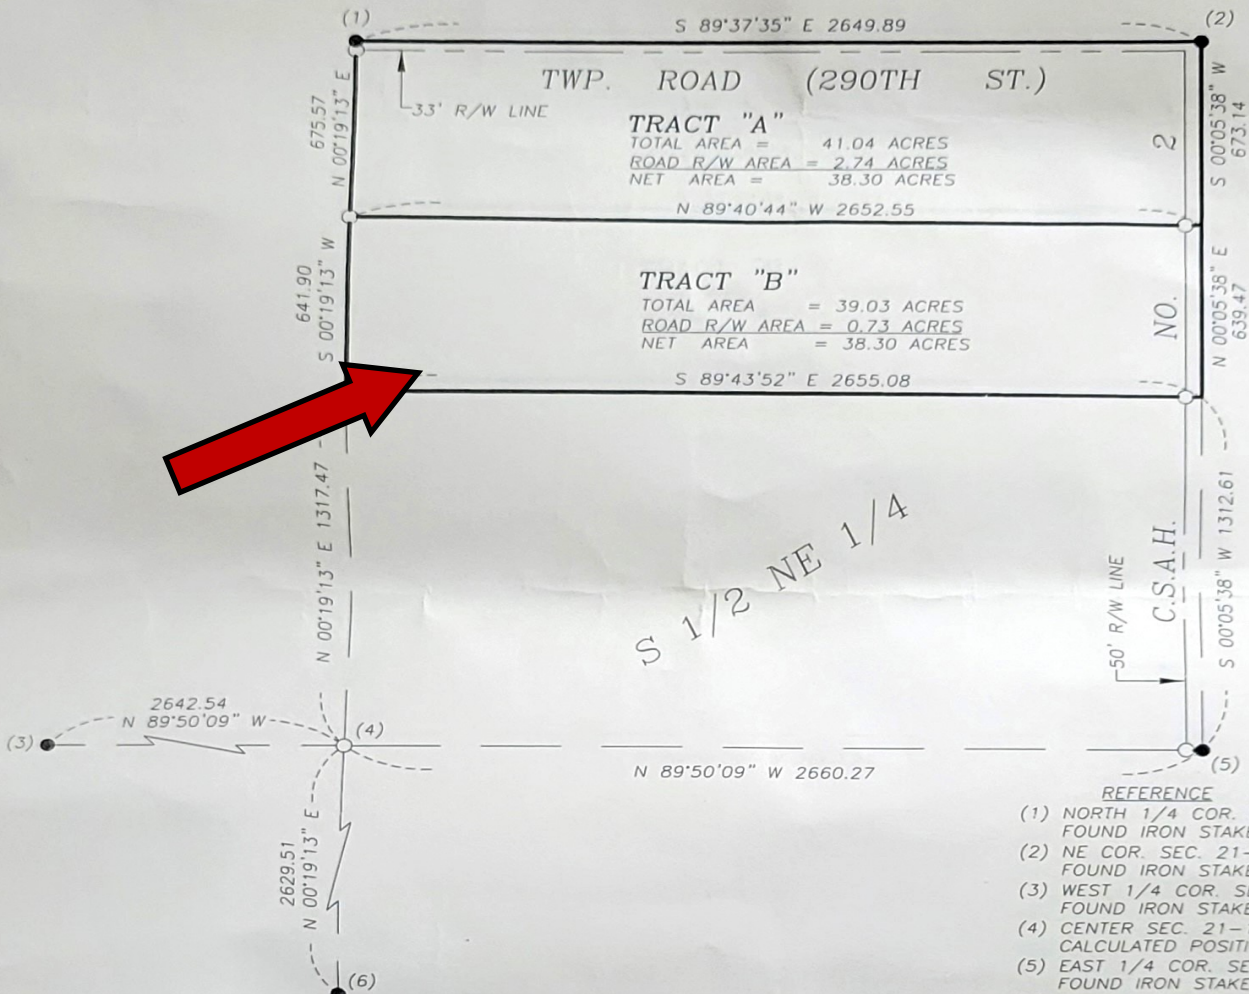 (1)
S 89°37'35" E 2649.89
(2)
33' R/W LINE
TWP. ROAD (290TH ST.)
675.57
N 00°19'13" E
TRACT "A"
TOTAL AREA = 41.04 ACRES
ROAD R/W AREA = 2.74 ACRES
NET AREA = 38.30 ACRES
S 00°05'38" W
673.14
N 89°40'44" W 2652.55
641.90
S 00°19'13" W
TRACT "B"
TOTAL AREA = 39.03 ACRES
ROAD R/W AREA = 0.73 ACRES
NET AREA = 38.30 ACRES
N 00°05'38" E
639.47
S 89°43'52" E 2655.08
N 00°19'13" E 1317.47
S 1/2 NE 1/4
50' R/W LINE
C.S.A.H. NO. 2
S 00°05'38" W 1312.61
2642.54
N 89°50'09" W
(3)
(4)
N 89°50'09" W 2660.27
(5)
2629.51
N 00°19'13" E
(6)
REFERENCE
(1) NORTH 1/4 COR.
FOUND IRON STAKE
(2) NE COR. SEC. 21-
FOUND IRON STAKE
(3) WEST 1/4 COR. SE
FOUND IRON STAKE
(4) CENTER SEC. 21-
CALCULATED POSITI
(5) EAST 1/4 COR. SE
FOUND IRON STAKE